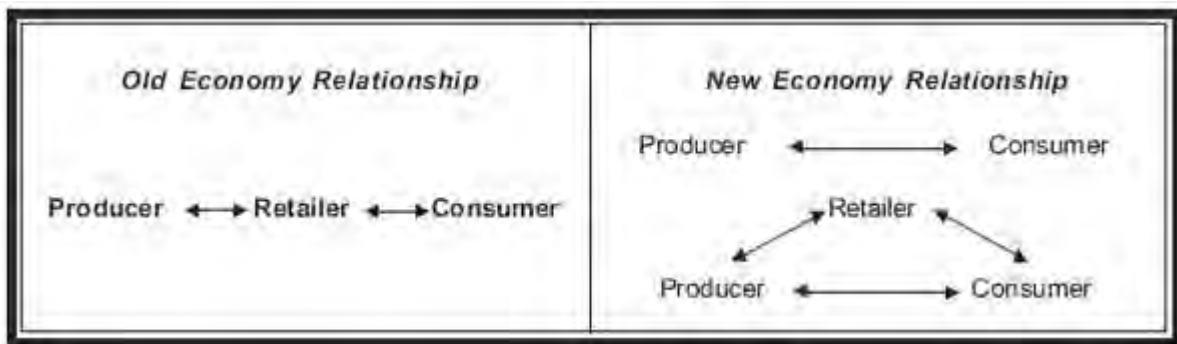 Old Economy Relationship
Producer Retailer Consumer
New Economy Relationship
Producer Consumer
Retailer
Producer Consumer